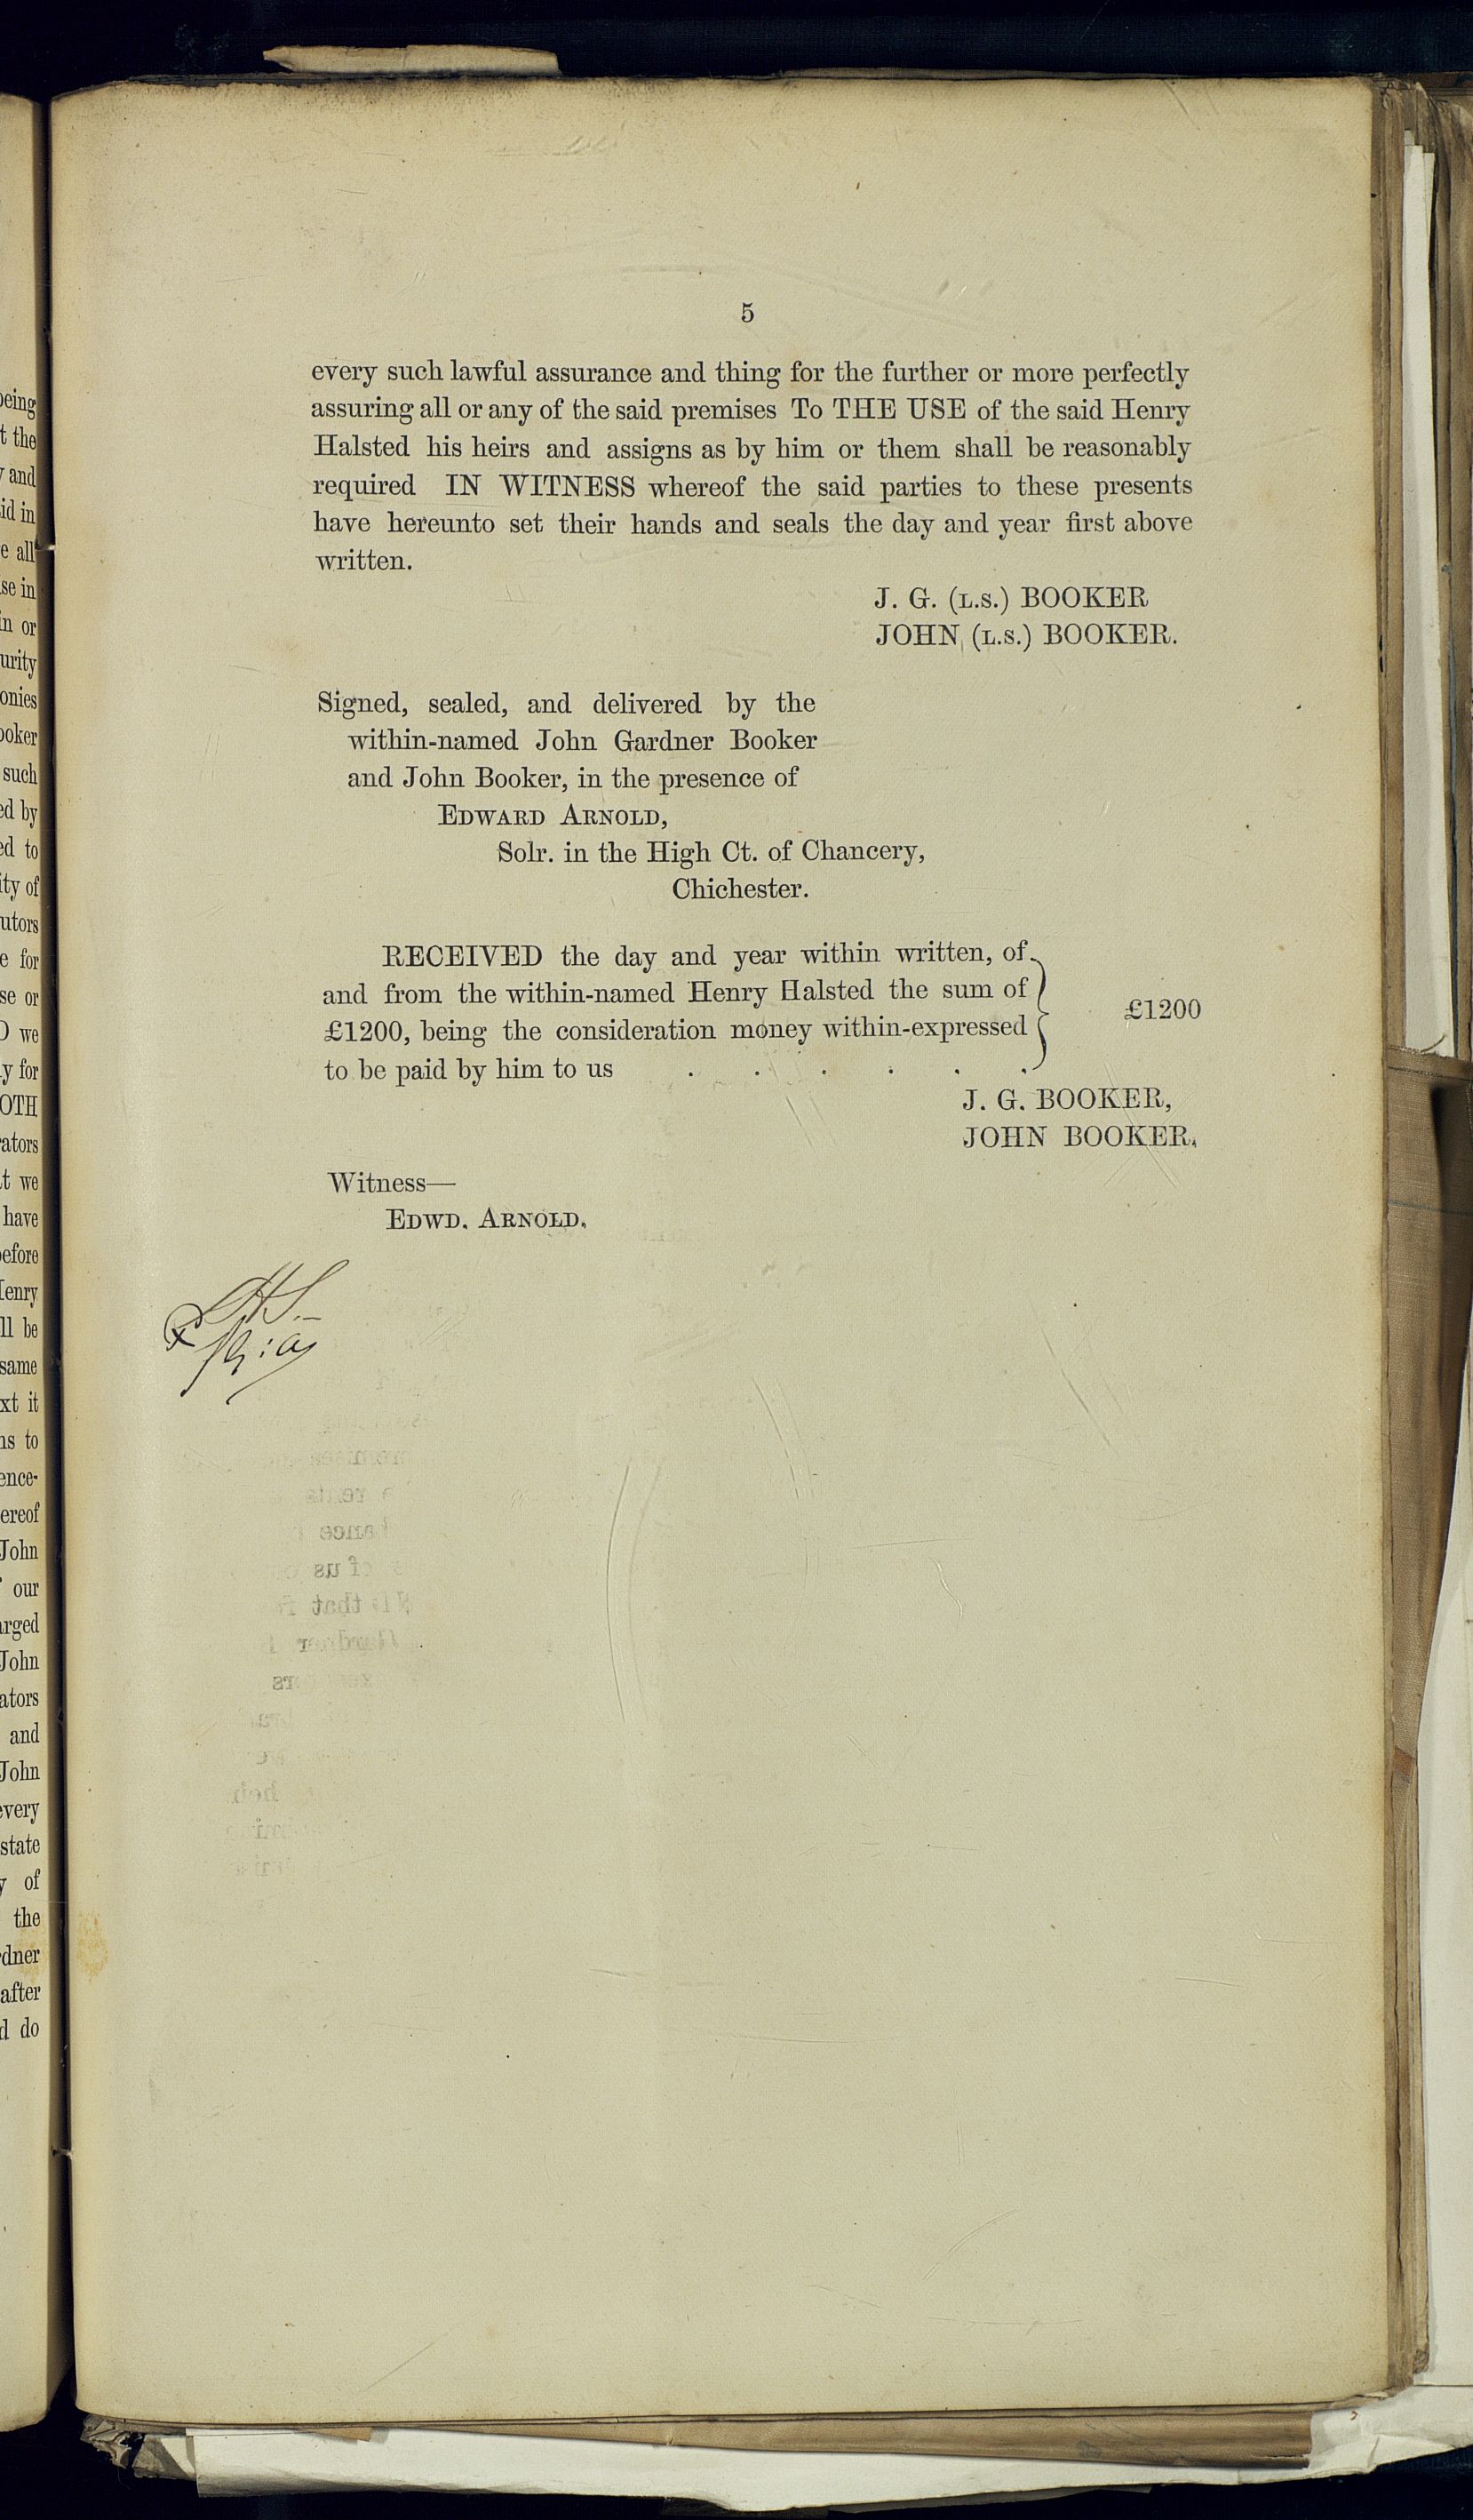 5
every such lawful assurance and thing for the further or more perfectly
assuring all or any of the said premises To THE USE of the said Henry
Halsted his heirs and assigns as by him or them shall be reasonably
required IN WITNESS whereof the said parties to these presents
have hereunto set their hands and seals the day and year first above
written.
J. G. (L.S.) BOOKER
JOHN (L.S.) BOOKER.
Signed, sealed, and delivered by the
within-named John Gardner Booker
and John Booker, in the presence of
EDWARD ARNOLD,
Solr. in the High Ct. of Chancery,
Chichester.
RECEIVED the day and year within written, of
and from the within-named Henry Halsted the sum of
£1200, being the consideration money within-expressed
to be paid by him to us . . . . . .
£1200
J. G. BOOKER,
JOHN BOOKER.
Witness—
EDWD. ARNOLD.